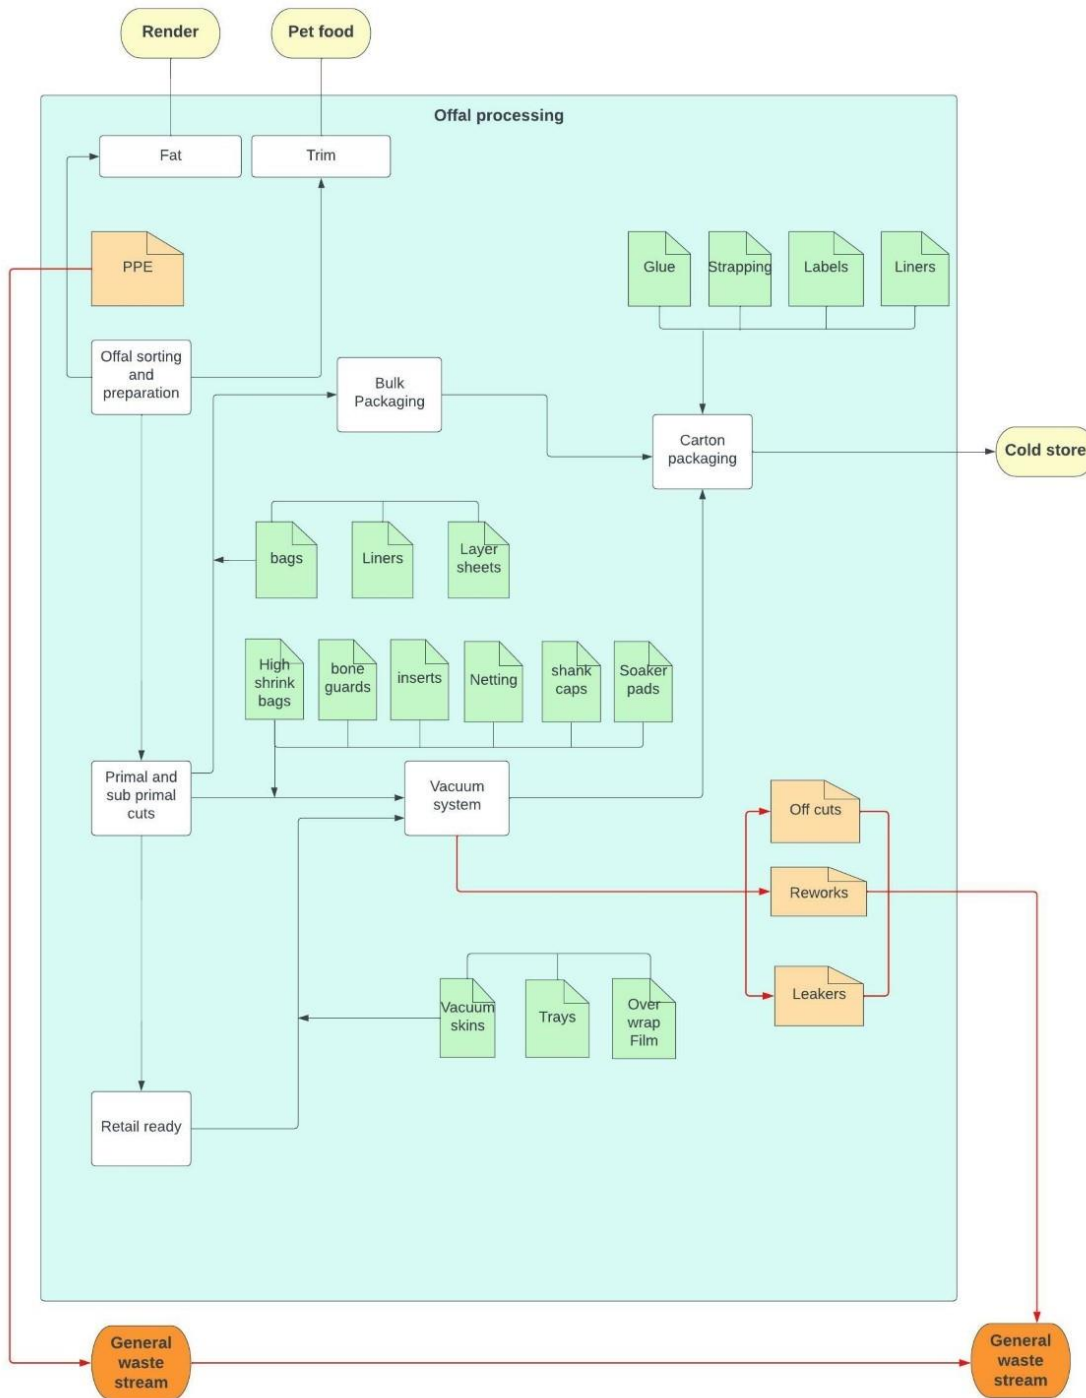 Render
Pet food
Offal processing
Fat
Trim
PPE
Glue
Strapping
Labels
Liners
Offal sorting
and
preparation
Bulk
Packaging
Carton
packaging
Cold store
bags
Liners
Layer
sheets
High
shrink
bags
bone
guards
inserts
Netting
shank
caps
Soaker
pads
Primal and
sub primal
cuts
Vacuum
system
Off cuts
Reworks
Leakers
Vacuum
skins
Trays
Over
wrap
Film
Retail ready
General
waste
stream
General
waste
stream